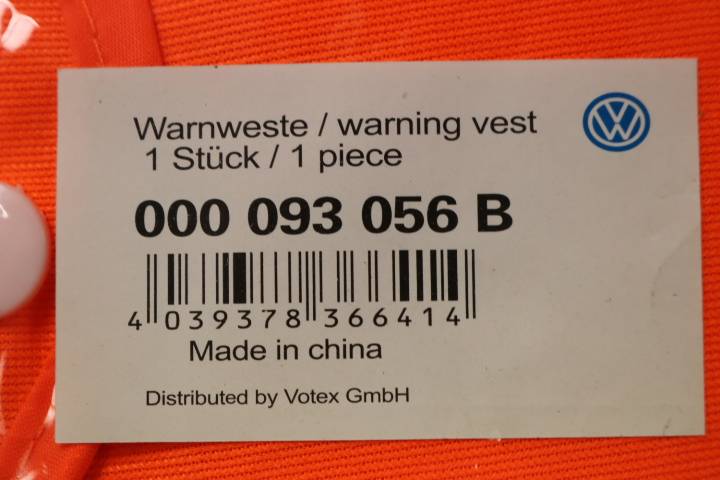 Warnweste / warning vest
1 Stück / 1 piece
000 093 056 B
4 039378 366414
Made in china
Distributed by Votex GmbH